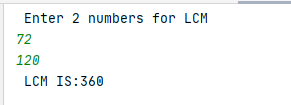 Enter 2 numbers for LCM
72
120
LCM IS:360